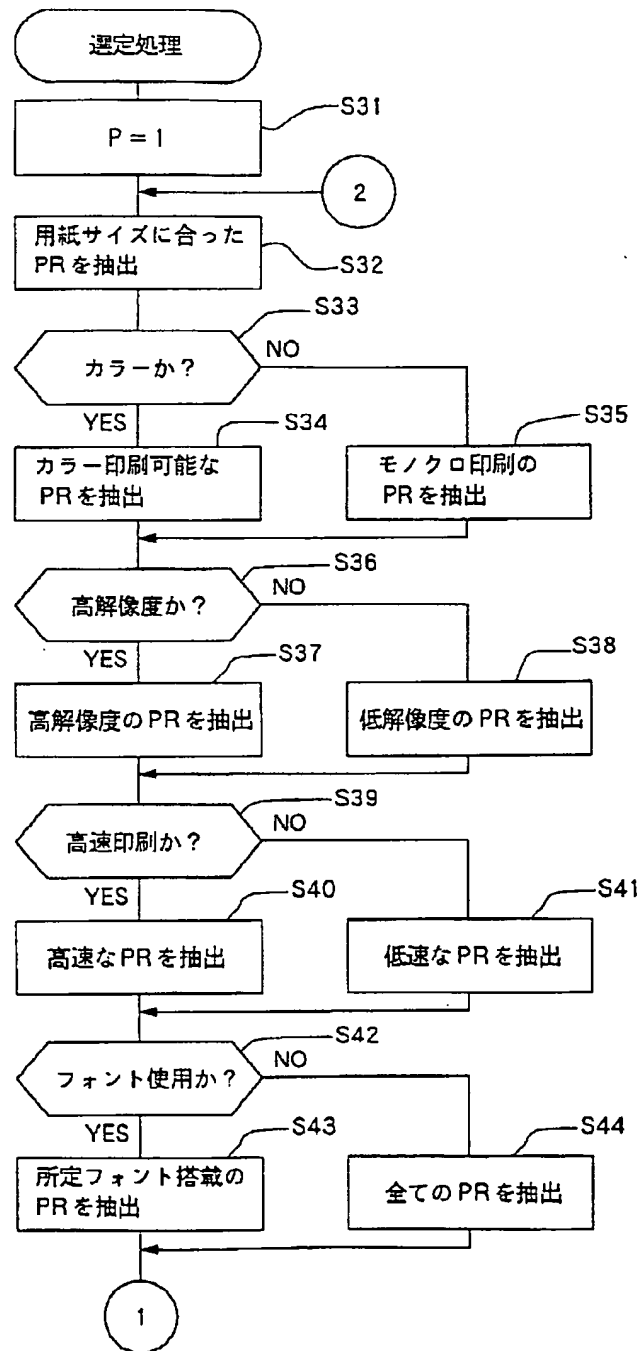 選定処理
S31
P = 1
2
用紙サイズに合った
PRを抽出
S32
S33
カラーか?
NO
YES
S34
S35
カラー印刷可能な
PRを抽出
モノクロ印刷の
PRを抽出
S36
高解像度か?
NO
YES
S37
S38
高解像度のPRを抽出
低解像度のPRを抽出
S39
高速印刷か?
NO
YES
S40
S41
高速なPRを抽出
低速なPRを抽出
S42
フォント使用か?
NO
YES
S43
S44
所定フォント搭載の
PRを抽出
全てのPRを抽出
1